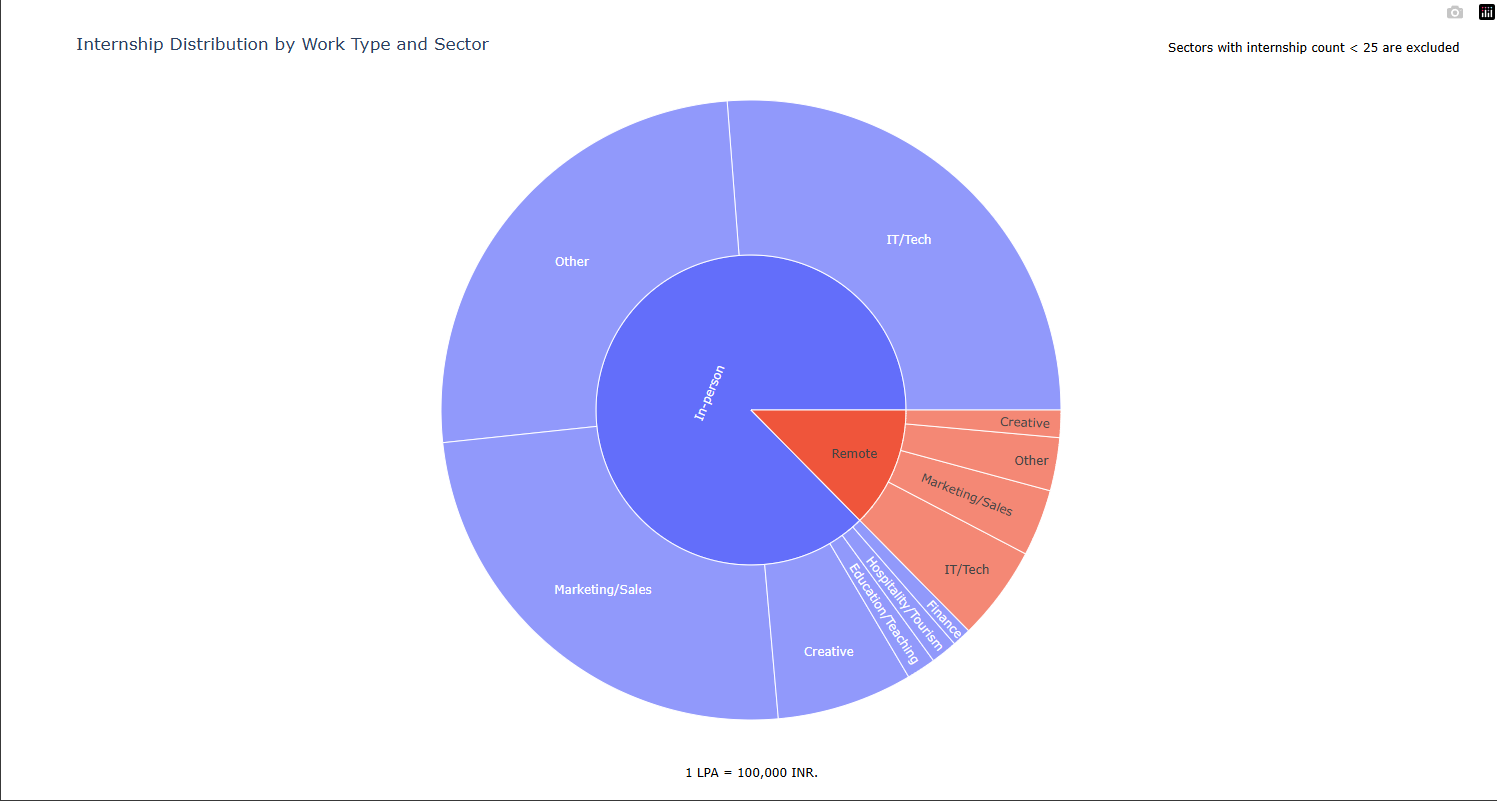 Internship Distribution by Work Type and Sector
Sectors with internship count < 25 are excluded
IT/Tech
Other
In-person
Remote
Creative
Other
Marketing/Sales
IT/Tech
Finance
Hospitality/Tourism
Education/Teaching
Creative
Marketing/Sales
1 LPA = 100,000 INR.